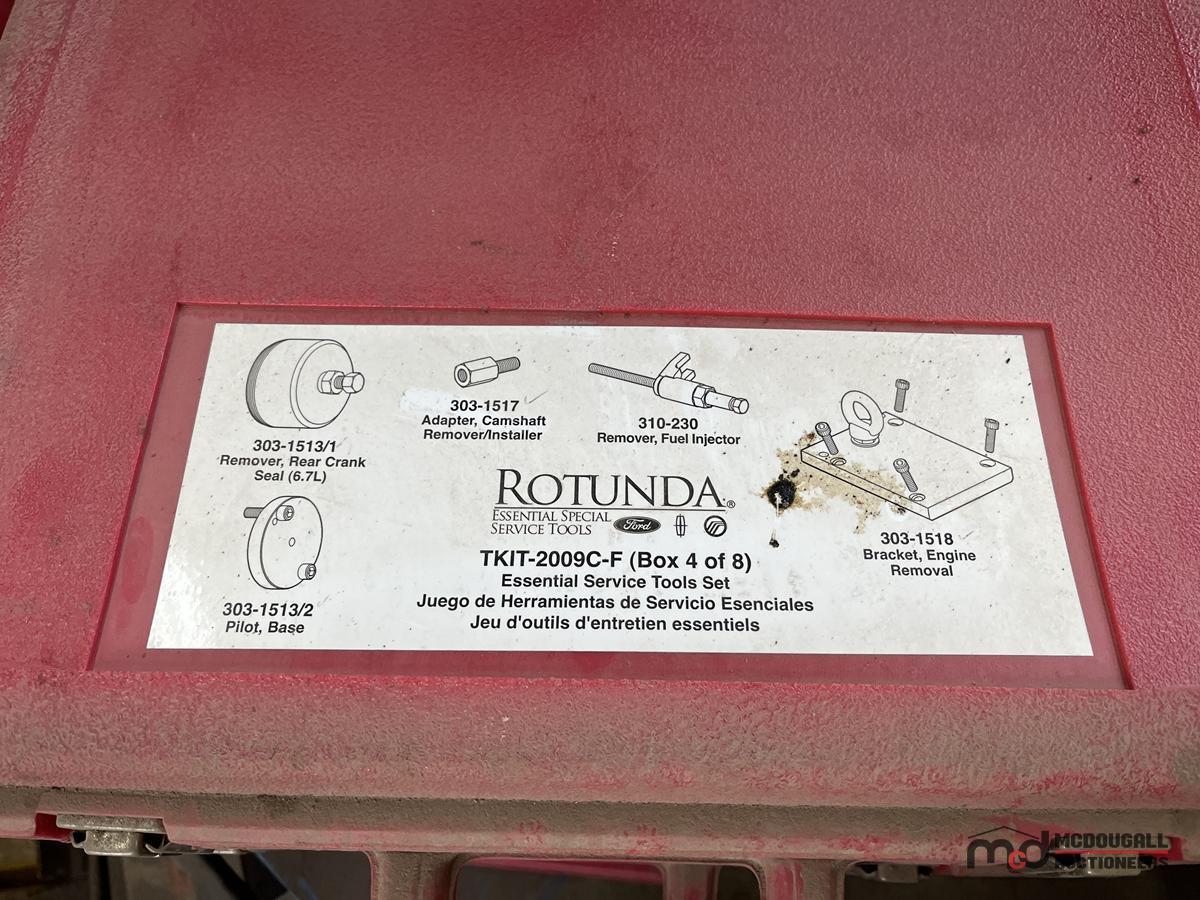 303-1513/1
Remover, Rear Crank
Seal (6.7L)
303-1517
Adapter, Camshaft
Remover/Installer
310-230
Remover, Fuel Injector
303-1518
Bracket, Engine
Removal
303-1513/2
Pilot, Base
ROTUNDA®
ESSENTIAL SPECIAL
SERVICE TOOLS
Ford
TKIT-2009C-F (Box 4 of 8)
Essential Service Tools Set
Juego de Herramientas de Servicio Esenciales
Jeu d'outils d'entretien essentiels
mcd MCDOUGALL
AUCTIONEERS